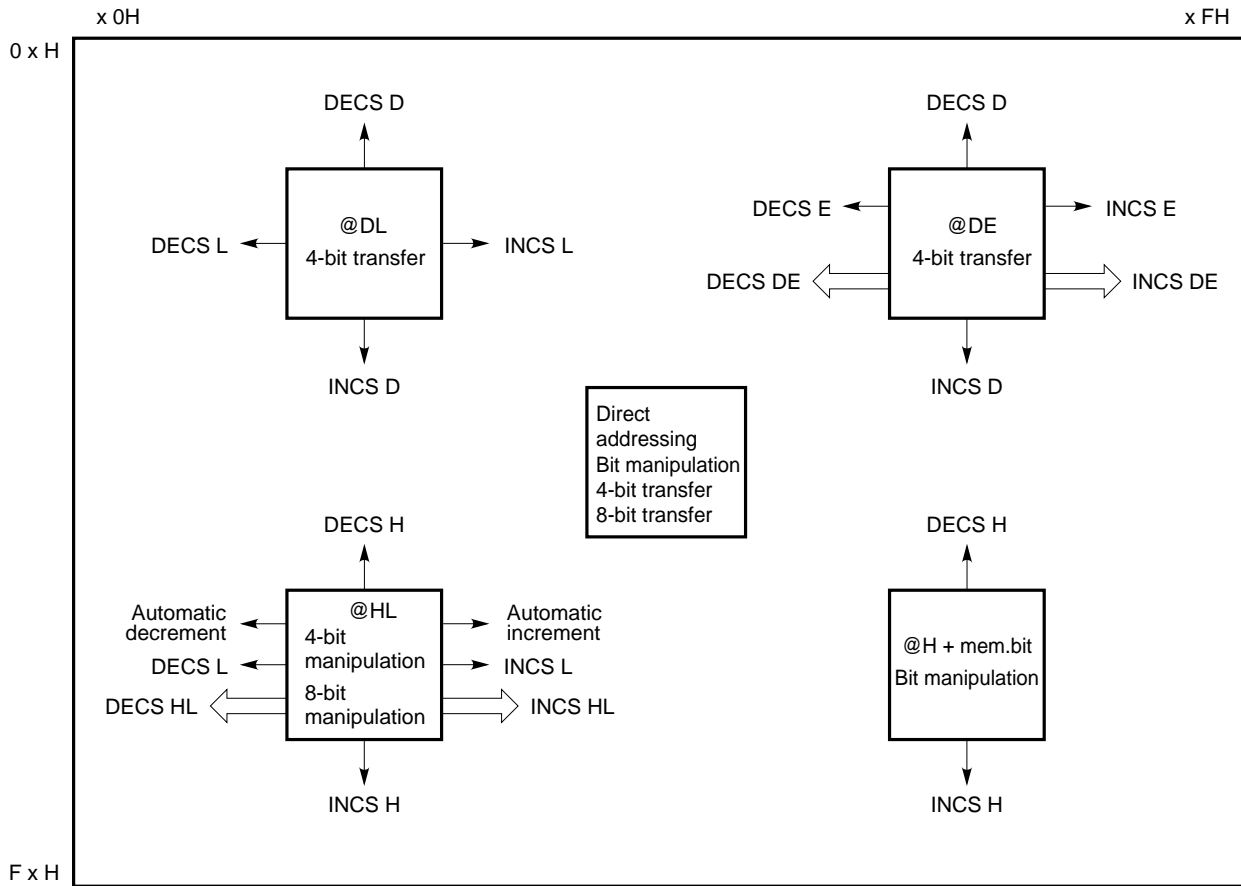 x 0H
x FH
0 x H
DECS D
DECS D
@DL
4-bit transfer
DECS L
INCS L
INCS D
DECS E
INCS E
@DE
4-bit transfer
DECS DE
INCS DE
INCS D
Direct
addressing
Bit manipulation
4-bit transfer
8-bit transfer
DECS H
Automatic
decrement
@HL
4-bit
manipulation
8-bit
manipulation
Automatic
increment
DECS L
INCS L
DECS HL
INCS HL
INCS H
DECS H
@H + mem.bit
Bit manipulation
INCS H
F x H